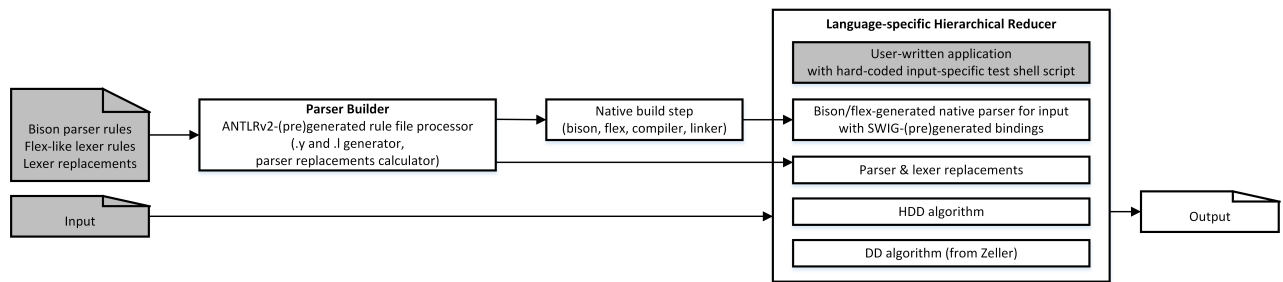 Bison parser rules
Flex-like lexer rules
Lexer replacements
Input
Parser Builder
ANTLRv2-(pre)generated rule file processor
(.y and .l generator,
parser replacements calculator)
Native build step
(bison, flex, compiler, linker)
Language-specific Hierarchical Reducer
User-written application
with hard-coded input-specific test shell script
Bison/flex-generated native parser for input
with SWIG-(pre)generated bindings
Parser & lexer replacements
HDD algorithm
DD algorithm (from Zeller)
Output